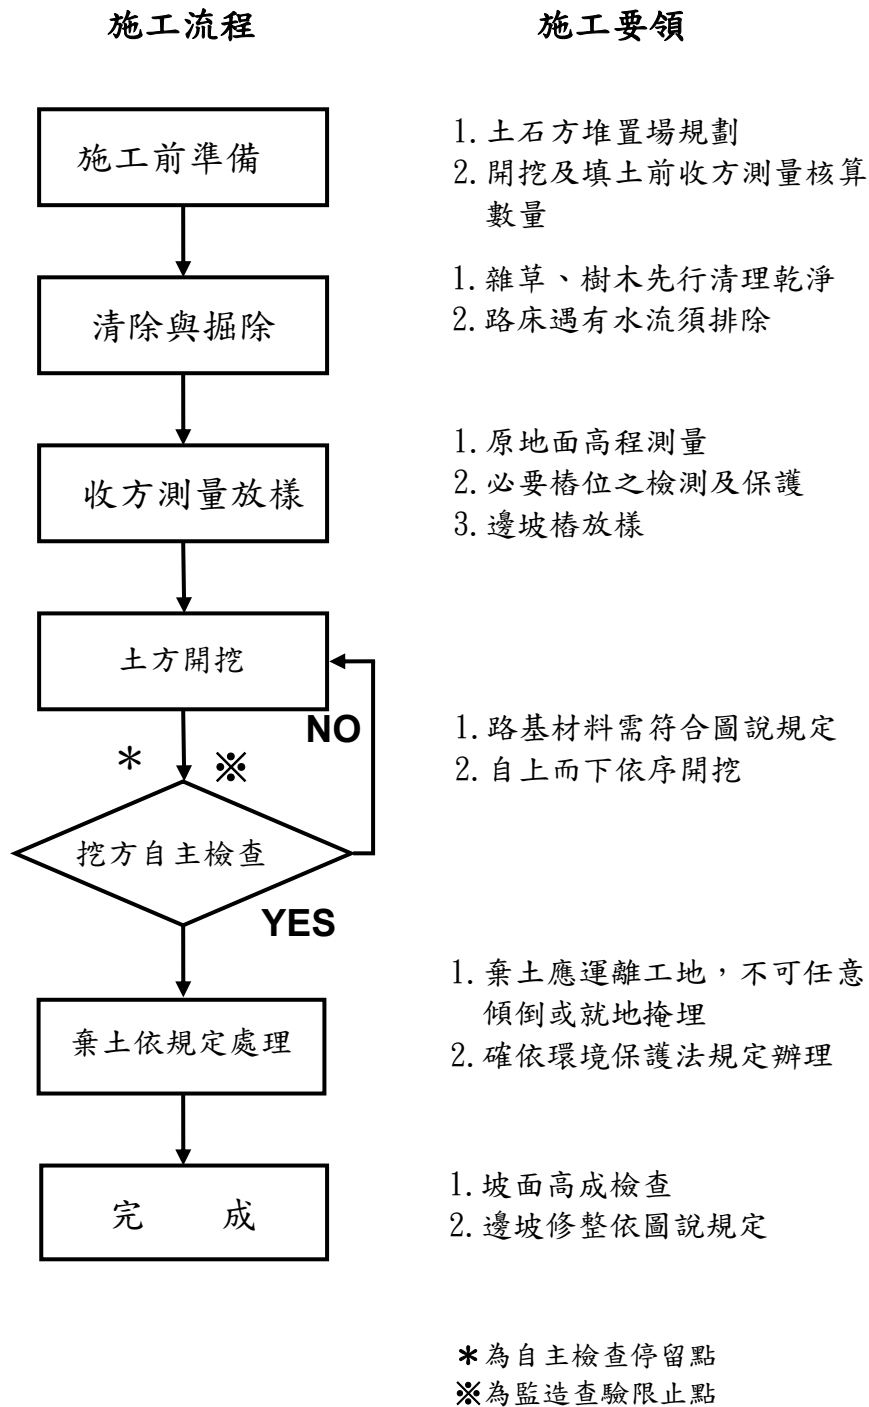 施工流程
施工要領
施工前準備
1.土石方堆置場規劃
2.開挖及填土前收方測量核算
數量
清除與掘除
1.雜草、樹木先行清理乾淨
2.路床遇有水流須排除
收方測量放樣
1.原地面高程測量
2.必要樁位之檢測及保護
3.邊坡樁放樣
土方開挖
NO
1.路基材料需符合圖說規定
2.自上而下依序開挖
＊ ※
挖方自主檢查
YES
棄土依規定處理
1.棄土應運離工地，不可任意
傾倒或就地掩埋
2.確依環境保護法規定辦理
完 成
1.坡面高成檢查
2.邊坡修整依圖說規定
＊為自主檢查停留點
※為監造查驗限止點